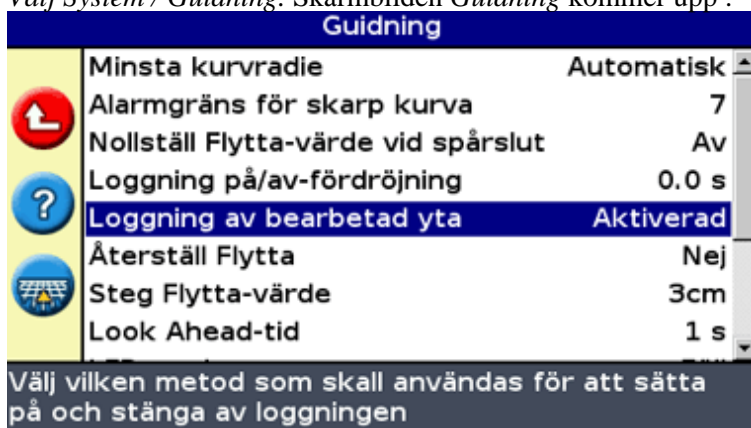 Välj System / Guidning. Skärmbilden Guidning kommer upp .
Guidning
Minsta kurvradie Automatisk
Alarmgräns för skarp kurva 7
Nollställ Flytta-värde vid spårslut Av
Loggning på/av-fördröjning 0.0 s
?
Loggning av bearbetad yta Aktiverad
Återställ Flytta Nej
Steg Flytta-värde 3cm
Look Ahead-tid 1 s
Välj vilken metod som skall användas för att sätta
på och stänga av loggningen